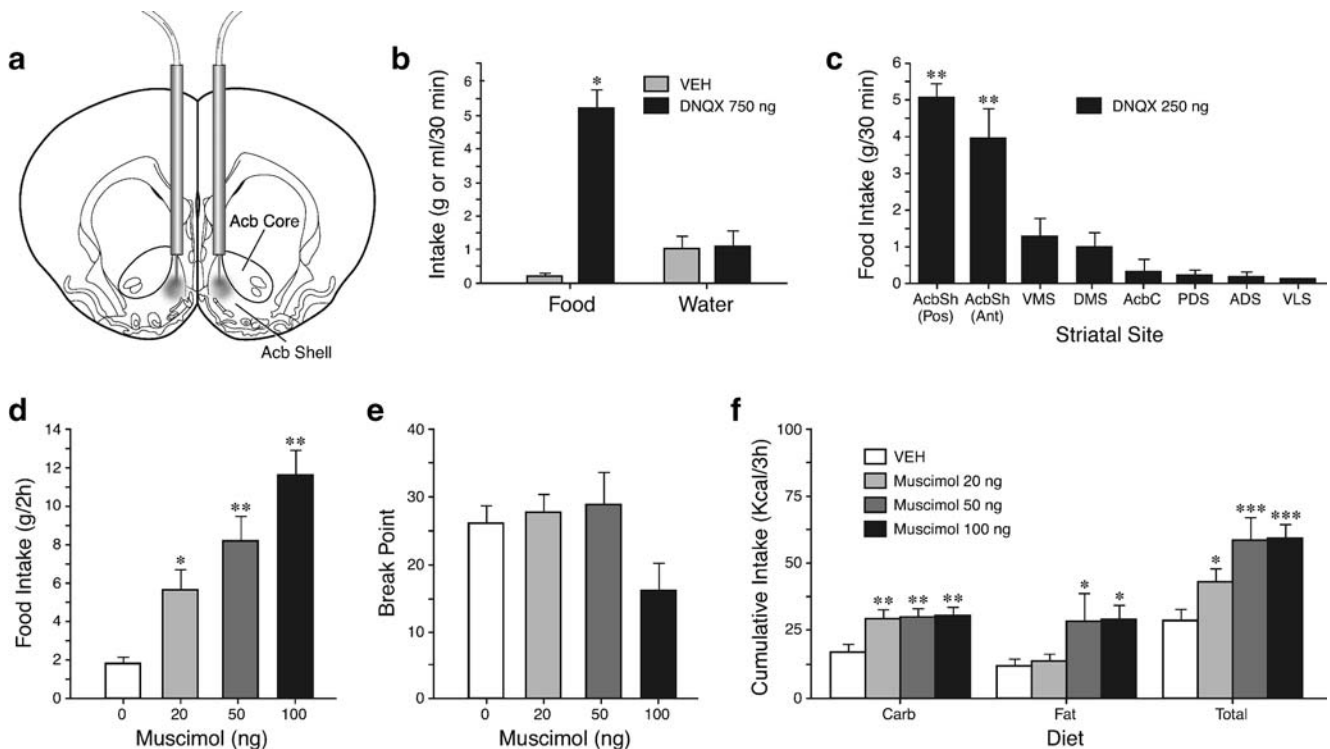 a
Acb Core
Acb Shell
b
Intake (g or ml/30 min)
6
5
4
3
2
1
0
*
VEH
DNQX 750 ng
Food
Water
c
Food Intake (g/30 min)
6
5
4
3
2
1
0
**
**
DNQX 250 ng
AcbSh
(Pos)
AcbSh
(Ant)
VMS
DMS
AcbC
PDS
ADS
VLS
Striatal Site
d
Food Intake (g/2h)
14
12
10
8
6
4
2
0
*
**
**
0
20
50
100
Muscimol (ng)
e
Break Point
40
30
20
10
0
0
20
50
100
Muscimol (ng)
f
Cumulative Intake (Kcal/3h)
100
75
50
25
0
VEH
Muscimol 20 ng
Muscimol 50 ng
Muscimol 100 ng
** ** **
* *
* *** ***
Carb
Fat
Total
Diet